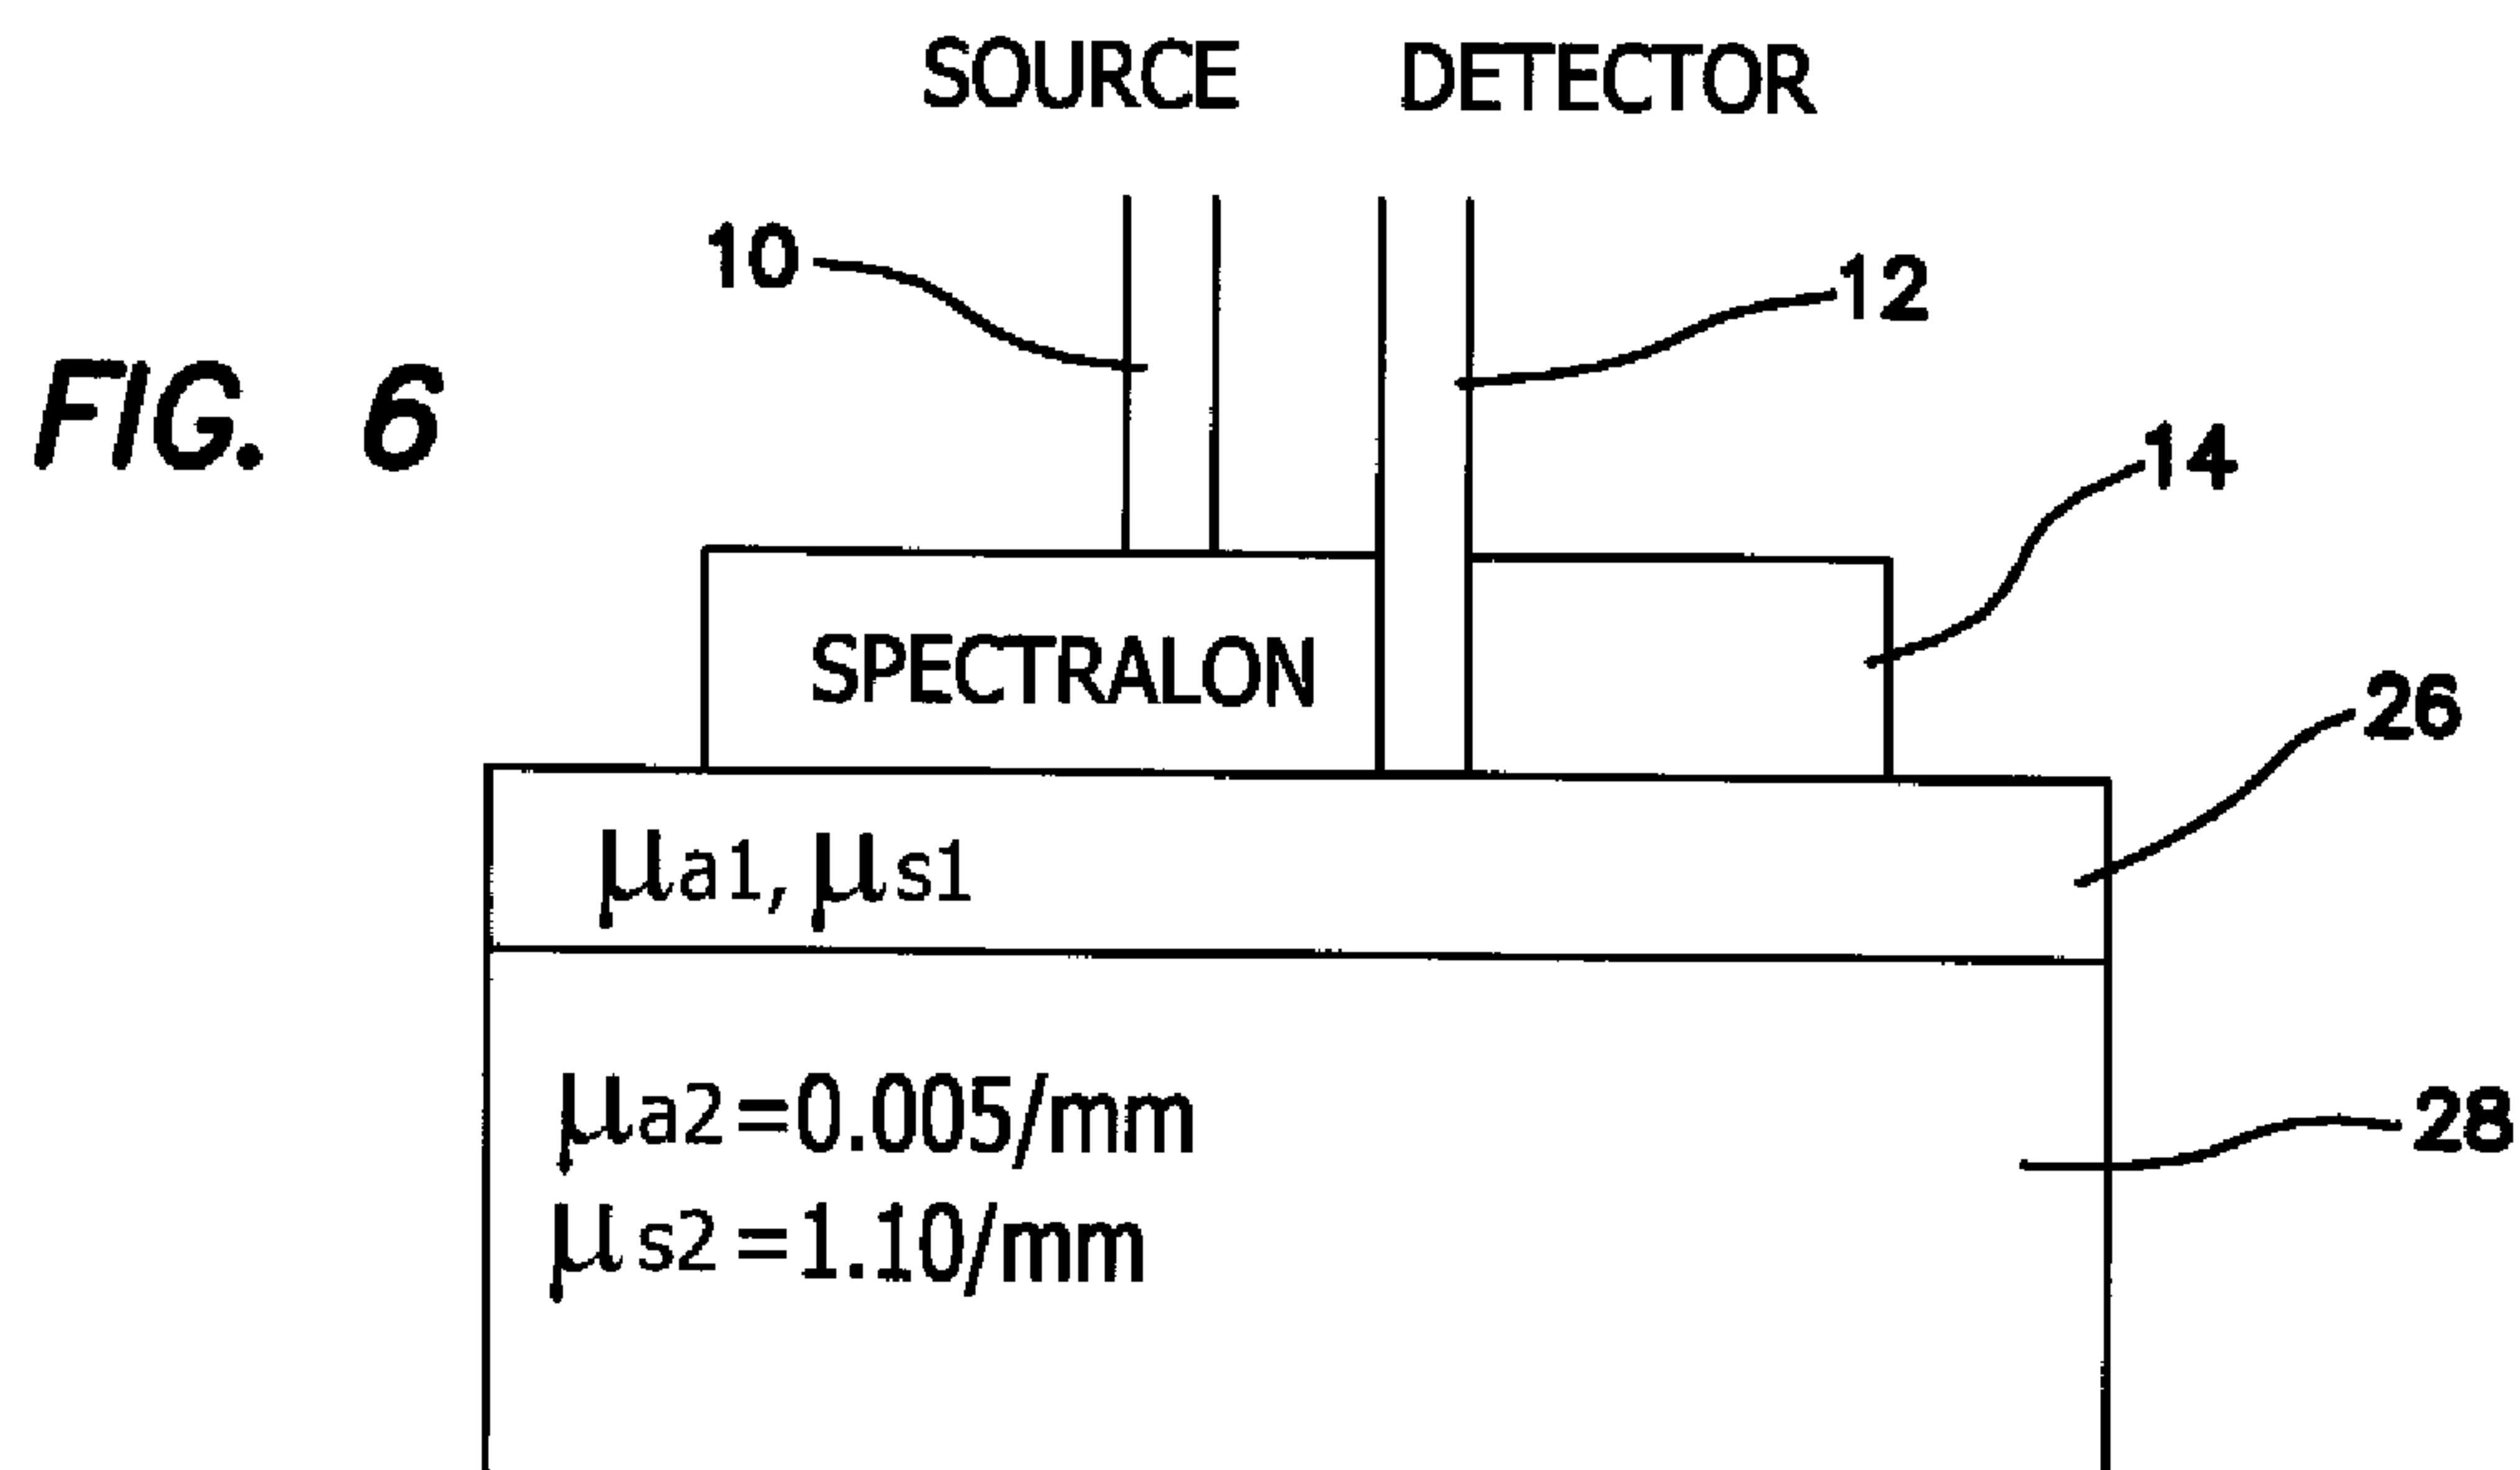 SOURCE DETECTOR
10
12
FIG. 6
14
SPECTRALON
26
μa1, μs1
μa2=0.005/mm
28
μs2=1.10/mm